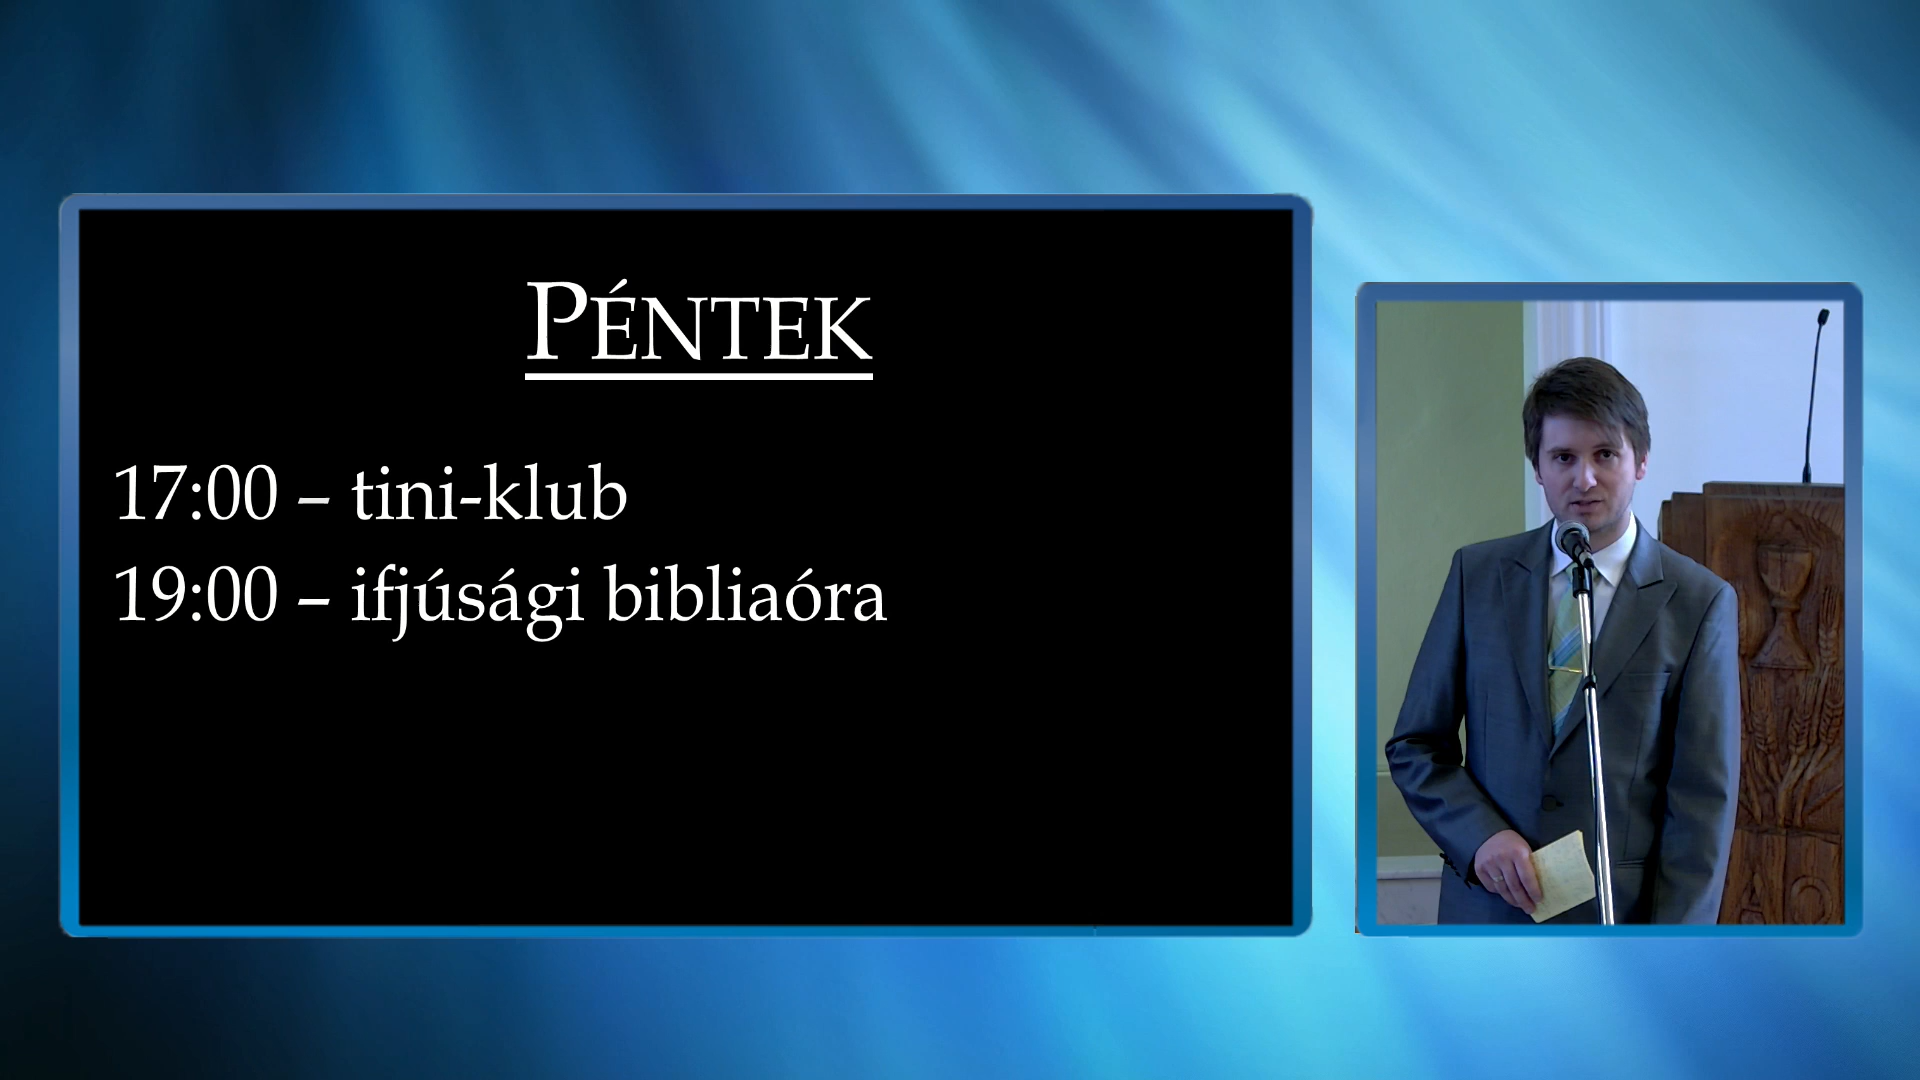 PÉNTEK
17:00 – tini-klub
19:00 – ifjúsági bibliaóra